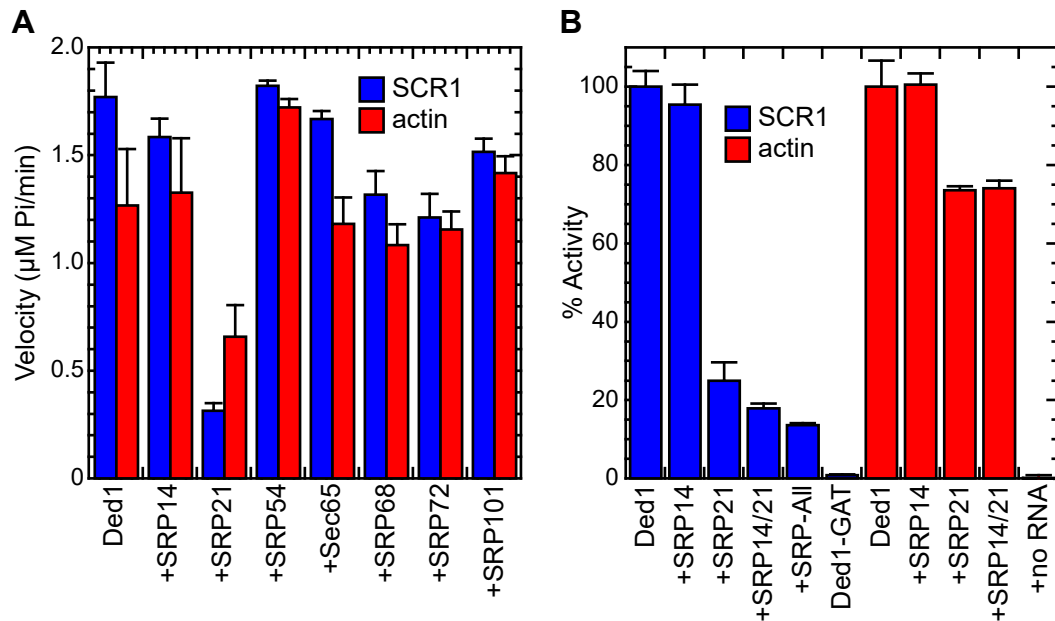 A
Velocity (µM Pi/min)
2.0
1.5
1.0
0.5
0
SCR1
actin
Ded1
+SRP14
+SRP21
+SRP54
+Sec65
+SRP68
+SRP72
+SRP101
B
% Activity
100
80
60
40
20
0
SCR1
actin
Ded1
+SRP14
+SRP21
+SRP14/21
+SRP-All
Ded1-GAT
Ded1
+SRP14
+SRP21
+SRP14/21
+no RNA